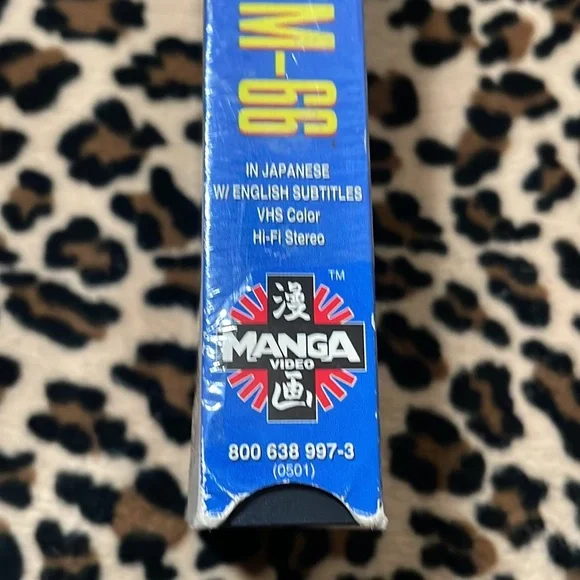 M-66
IN JAPANESE
W/ ENGLISH SUBTITLES
VHS Color
Hi-Fi Stereo
TM
漫
MANGA
VIDEO
画
800 638 997-3
(0501)